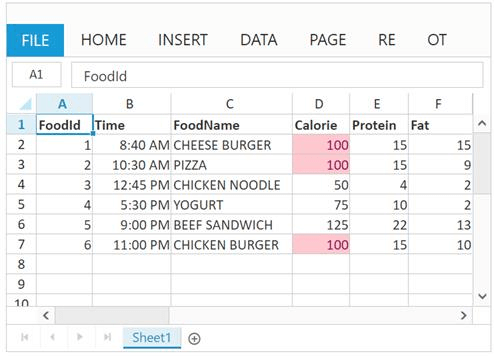 FILE HOME INSERT DATA PAGE RE OT
A1 FoodId
A B C D E F
1 FoodId Time FoodName Calorie Protein Fat
2 1 8:40 AM CHEESE BURGER 100 15 15
3 2 10:30 AM PIZZA 100 15 9
4 3 12:45 PM CHICKEN NOODLE 50 4 2
5 4 5:30 PM YOGURT 75 10 2
6 5 9:00 PM BEEF SANDWICH 125 22 13
7 6 11:00 PM CHICKEN BURGER 100 15 10
8
9
10
Sheet1